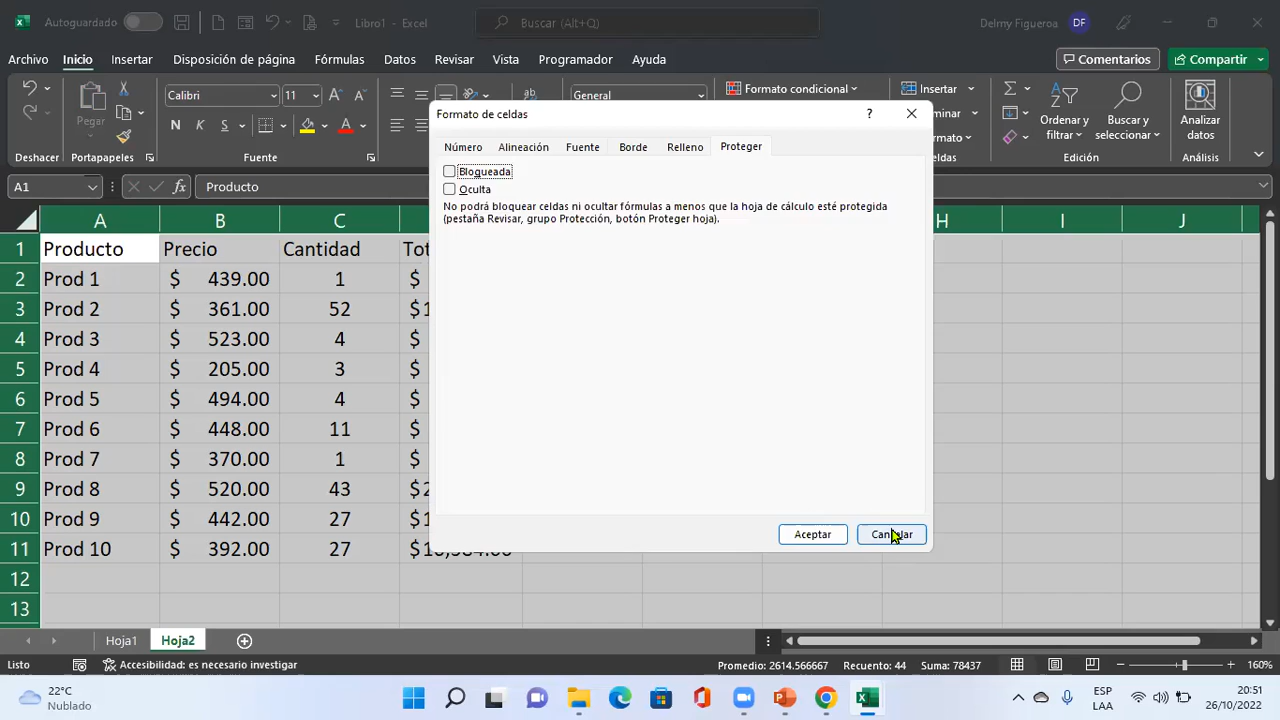 Autoguardado Libro1 - Excel Buscar (Alt+Q) Delmy Figueroa DF
Archivo Inicio Insertar Disposición de página Fórmulas Datos Revisar Vista Programador Ayuda Comentarios Compartir
Pegar Calibri 11 General Formato condicional Insertar Ordenar y filtrar Buscar y seleccionar Analizar datos
N K S A
Deshacer Portapapeles Fuente Edición
A1 Producto
Formato de celdas ?
Número Alineación Fuente Borde Relleno Proteger
Bloqueada
Oculta
No podrá bloquear celdas ni ocultar fórmulas a menos que la hoja de cálculo esté protegida
(pestaña Revisar, grupo Protección, botón Proteger hoja).
Aceptar Cancelar
A B C H I J
1 Producto Precio Cantidad
2 Prod 1 $ 439.00 1 $
3 Prod 2 $ 361.00 52 $
4 Prod 3 $ 523.00 4 $
5 Prod 4 $ 205.00 3 $
6 Prod 5 $ 494.00 4 $
7 Prod 6 $ 448.00 11 $
8 Prod 7 $ 370.00 1 $
9 Prod 8 $ 520.00 43 $
10 Prod 9 $ 442.00 27 $
11 Prod 10 $ 392.00 27
12
13
Hoja1 Hoja2
Listo Accesibilidad: es necesario investigar Promedio: 2614.566667 Recuento: 44 Suma: 78437 160%
22°C
Nublado
ESP
LAA
20:51
26/10/2022